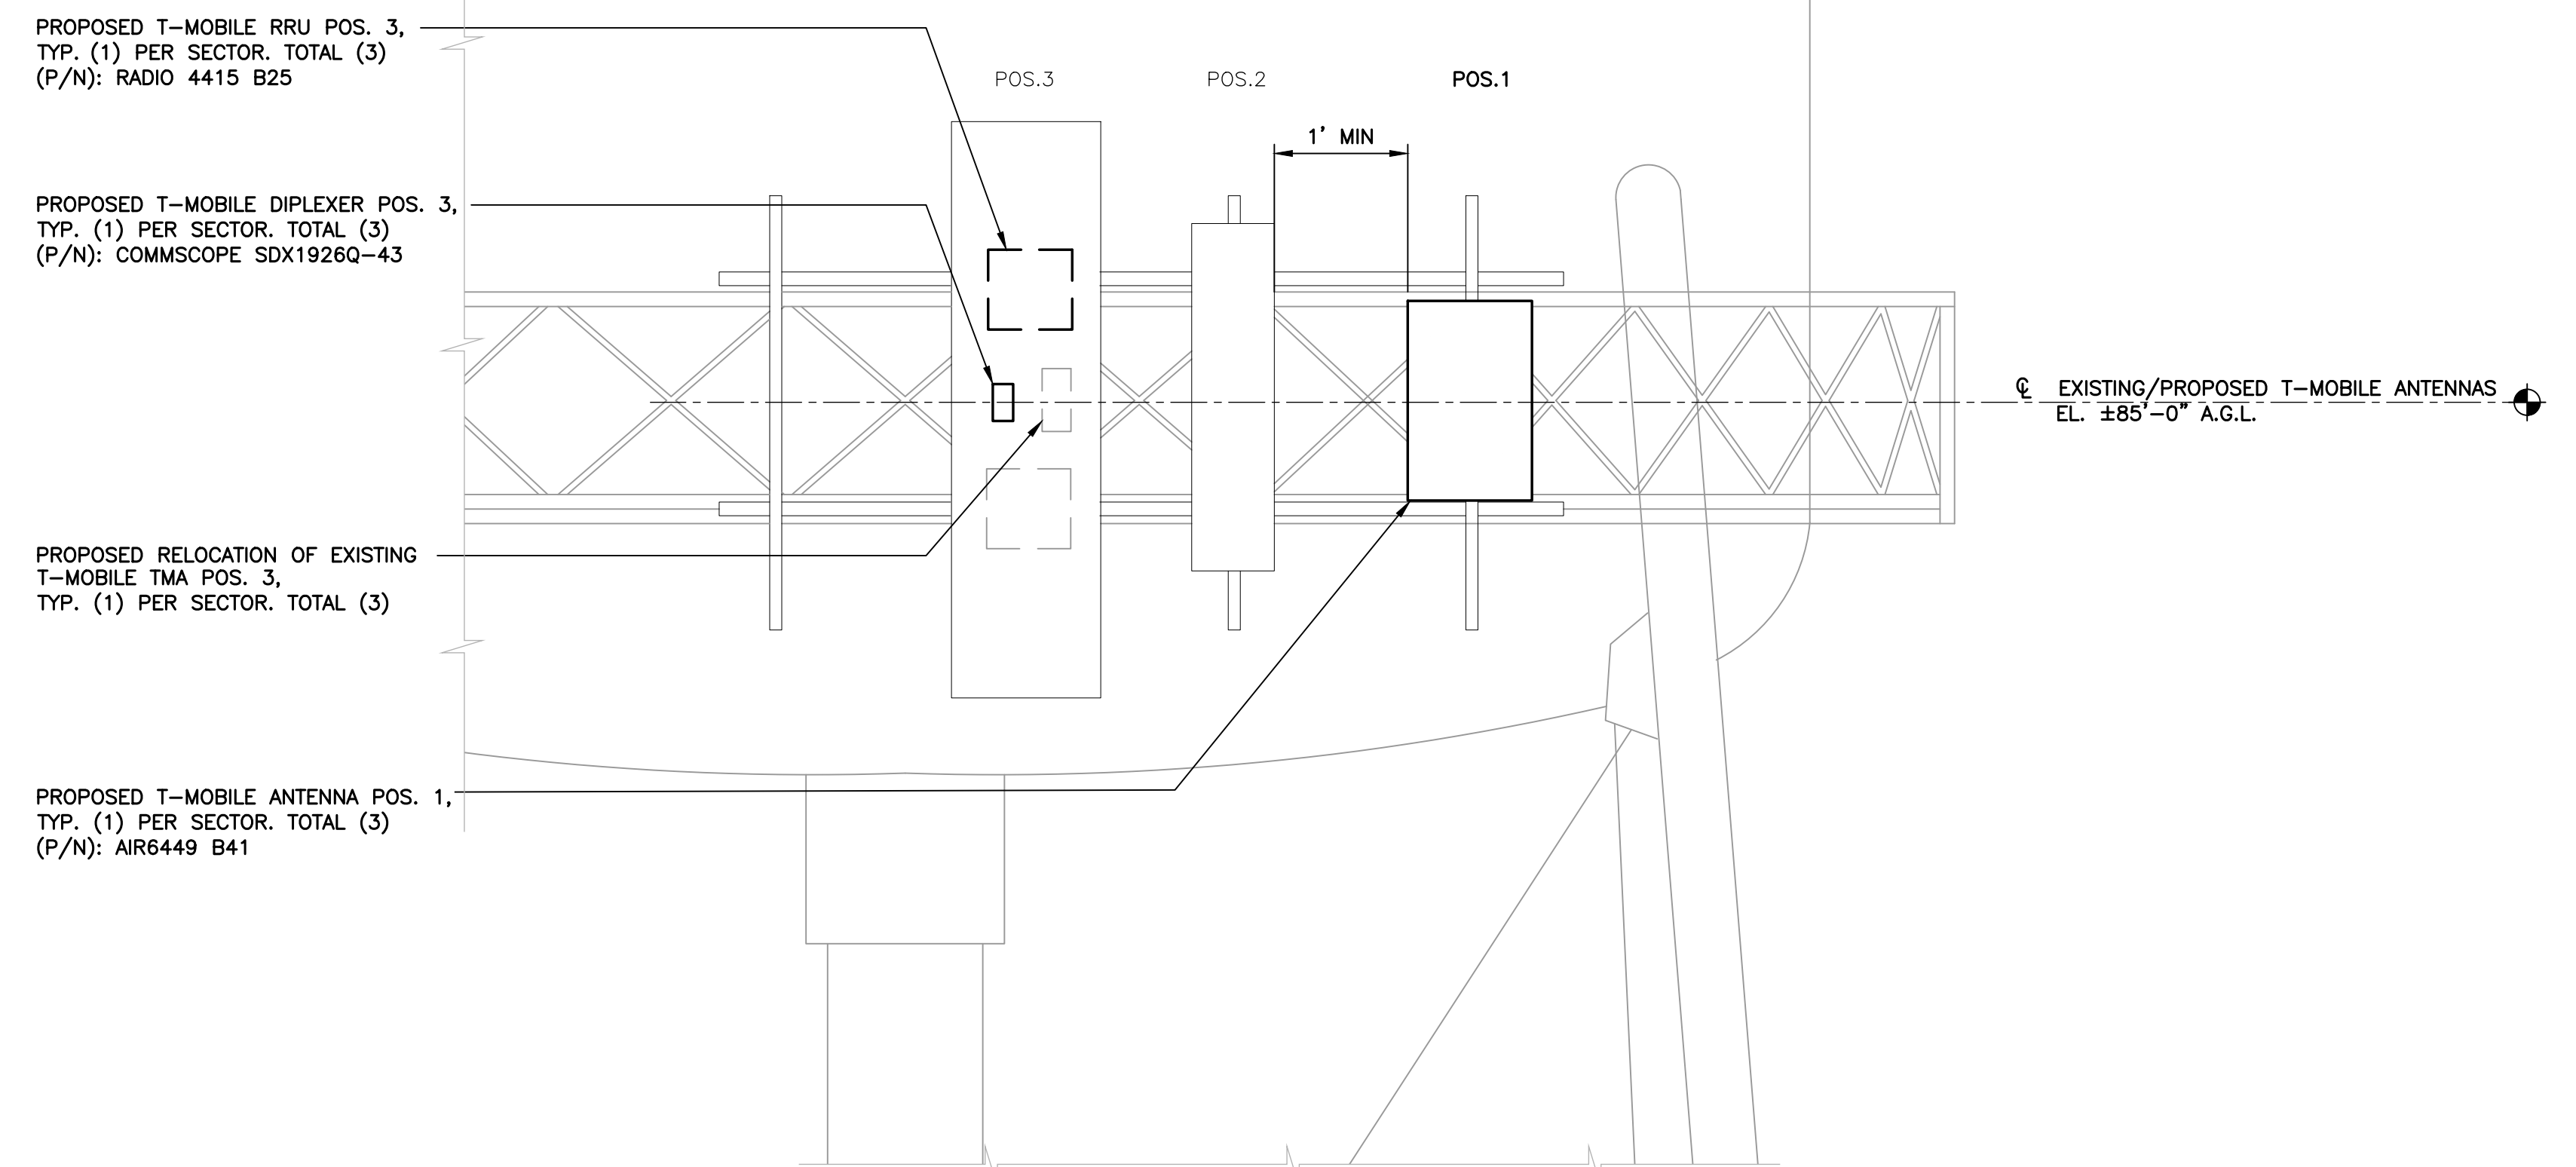 PROPOSED T-MOBILE RRU POS. 3,
TYP. (1) PER SECTOR. TOTAL (3)
(P/N): RADIO 4415 B25
POS.3
POS.2
POS.1
1' MIN
PROPOSED T-MOBILE DIPLEXER POS. 3,
TYP. (1) PER SECTOR. TOTAL (3)
(P/N): COMMSCOPE SDX1926Q-43
℄ EXISTING/PROPOSED T-MOBILE ANTENNAS
EL. ±85'-0" A.G.L.
PROPOSED RELOCATION OF EXISTING
T-MOBILE TMA POS. 3,
TYP. (1) PER SECTOR. TOTAL (3)
PROPOSED T-MOBILE ANTENNA POS. 1,
TYP. (1) PER SECTOR. TOTAL (3)
(P/N): AIR6449 B41